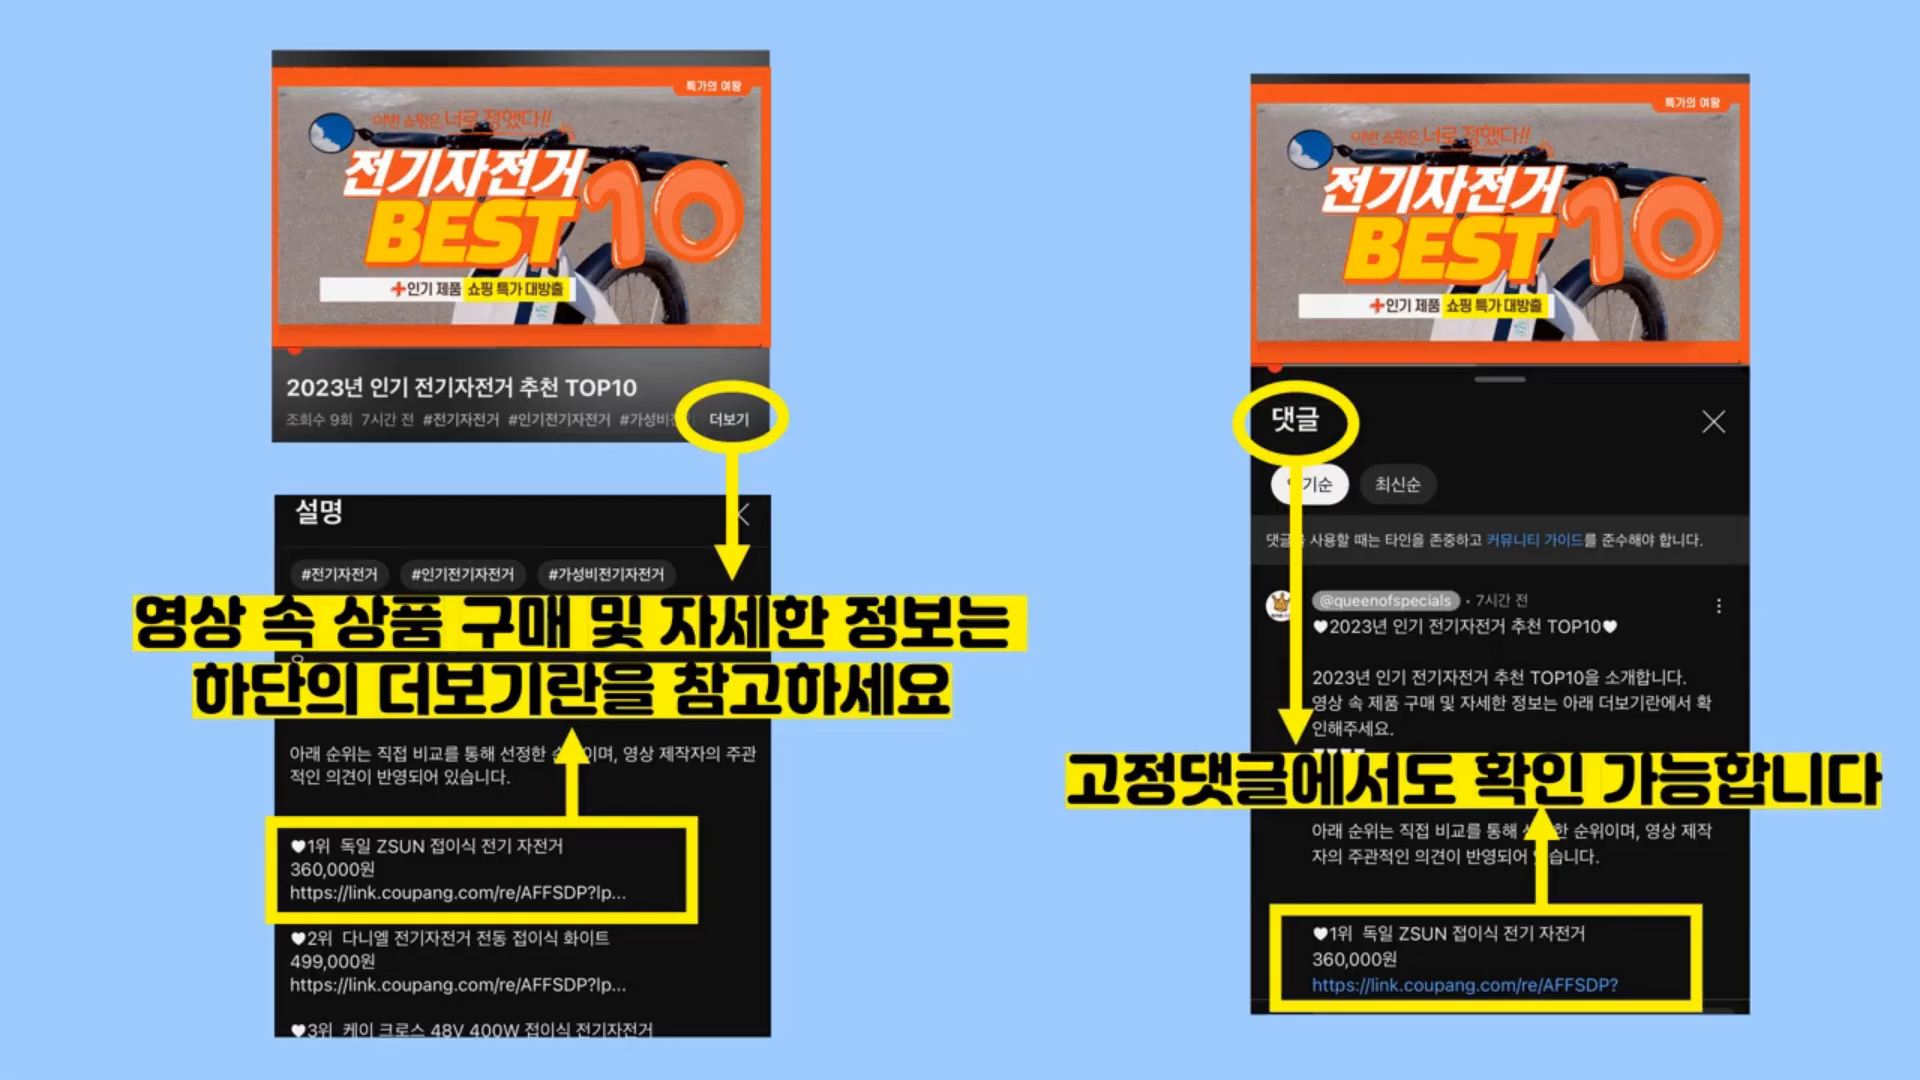 특가의 여왕
이번 쇼핑은 너로 정했다!!
전기자전거
BEST 10
+인기 제품 쇼핑 특가 대방출
2023년 인기 전기자전거 추천 TOP10
조회수 9회 7시간 전 #전기자전거 #인기전기자전거 #가성비전
더보기
설명
#전기자전거 #인기전기자전거 #가성비전기자전거
영상 속 상품 구매 및 자세한 정보는
하단의 더보기란을 참고하세요
아래 순위는 직접 비교를 통해 선정한 순위이며, 영상 제작자의 주관
적인 의견이 반영되어 있습니다.
♥1위 독일 ZSUN 접이식 전기 자전거
360,000원
https://link.coupang.com/re/AFFSDP?lp...
♥2위 다니엘 전기자전거 전동 접이식 화이트
499,000원
https://link.coupang.com/re/AFFSDP?lp...
♥3위 케이 크로스 48V 400W 접이식 전기자전거
특가의 여왕
이번 쇼핑은 너로 정했다!!
전기자전거
BEST 10
+인기 제품 쇼핑 특가 대방출
댓글
인기순 최신순
댓글을 사용할 때는 타인을 존중하고 커뮤니티 가이드를 준수해야 합니다.
@queenofspecials · 7시간 전
♥2023년 인기 전기자전거 추천 TOP10♥
2023년 인기 전기자전거 추천 TOP10을 소개합니다.
영상 속 제품 구매 및 자세한 정보는 아래 더보기란에서 확
인해주세요.
고정댓글에서도 확인 가능합니다
아래 순위는 직접 비교를 통해 선정한 순위이며, 영상 제작
자의 주관적인 의견이 반영되어 있습니다.
♥1위 독일 ZSUN 접이식 전기 자전거
360,000원
https://link.coupang.com/re/AFFSDP?